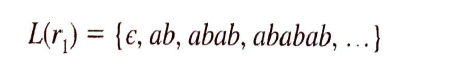 L(r₁) = {ϵ, ab, abab, ababab, ...}